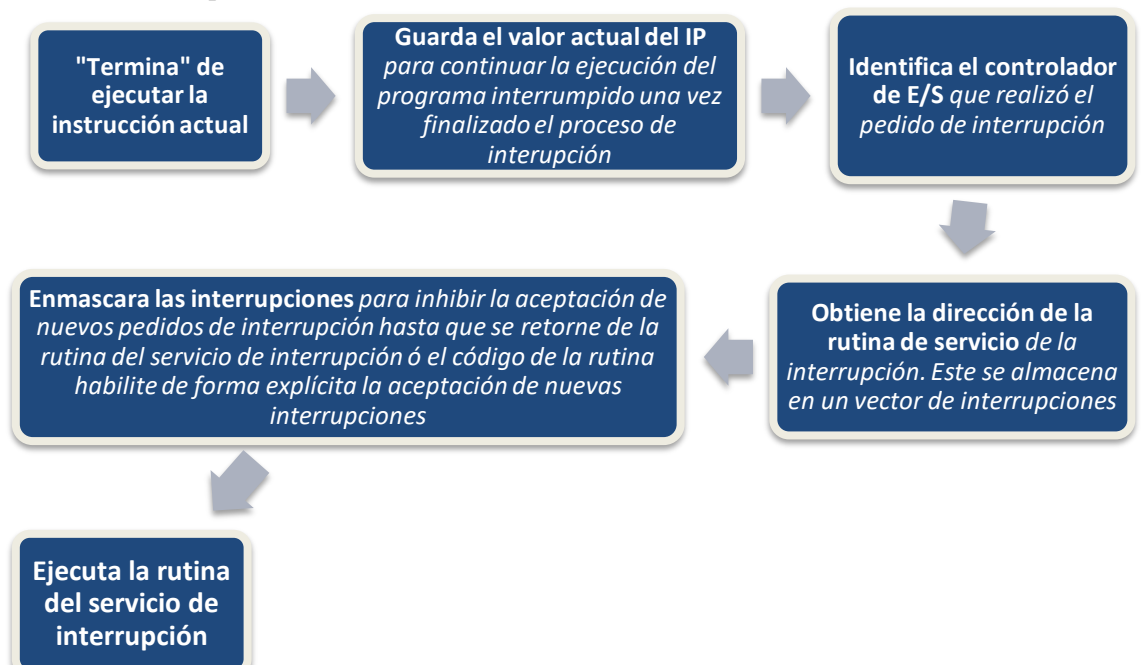 "Termina" de
ejecutar la
instrucción actual
Guarda el valor actual del IP
para continuar la ejecución del
programa interrumpido una vez
finalizado el proceso de
interupción
Identifica el controlador
de E/S que realizó el
pedido de interrupción
Obtiene la dirección de la
rutina de servicio de la
interrupción. Este se almacena
en un vector de interrupciones
Enmascara las interrupciones para inhibir la aceptación de
nuevos pedidos de interrupción hasta que se retorne de la
rutina del servicio de interrupción ó el código de la rutina
habilite de forma explícita la aceptación de nuevas
interrupciones
Ejecuta la rutina
del servicio de
interrupción